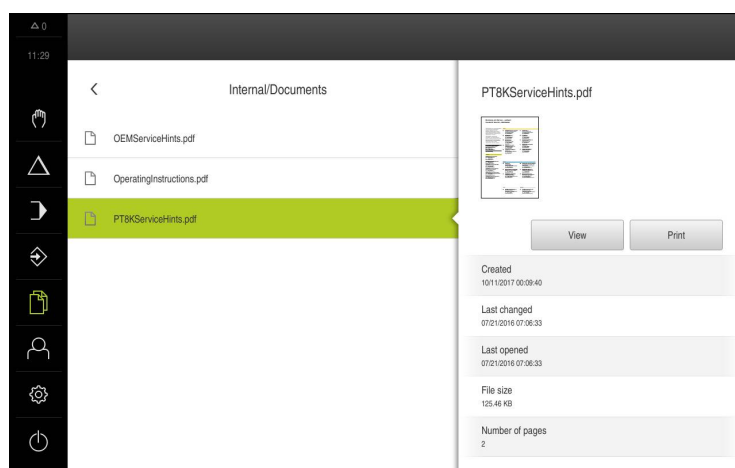 0
11:29
Internal/Documents
OEMServiceHints.pdf
OperatingInstructions.pdf
PT8KServiceHints.pdf
PT8KServiceHints.pdf
View
Print
Created
10/11/2017 00:09:40
Last changed
07/21/2016 07:06:33
Last opened
07/21/2016 07:06:33
File size
125.46 KB
Number of pages
2